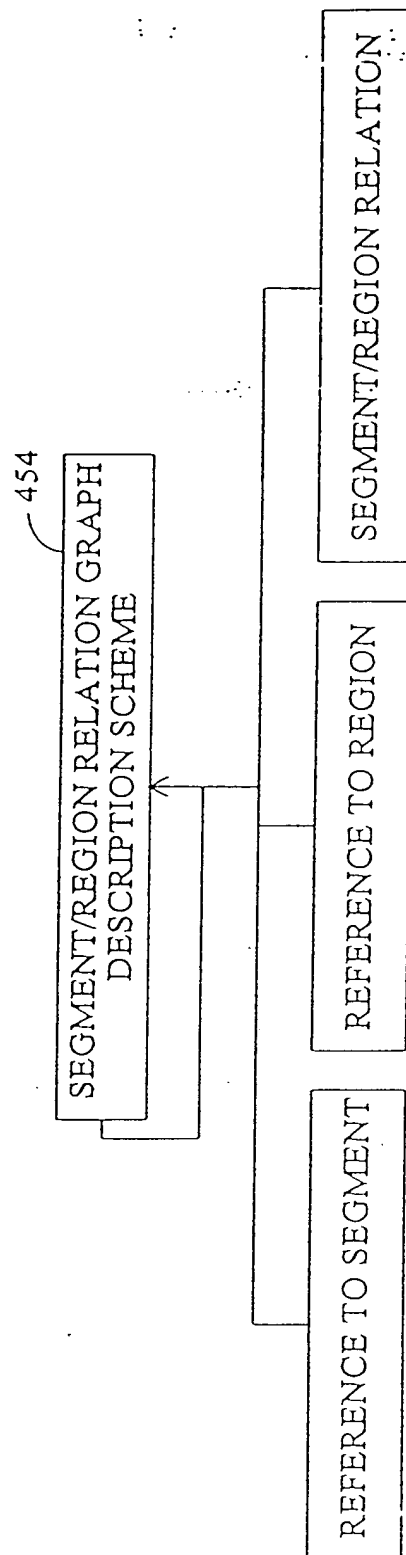 454
SEGMENT/REGION RELATION GRAPH
DESCRIPTION SCHEME
REFERENCE TO SEGMENT
REFERENCE TO REGION
SEGMENT/REGION RELATION